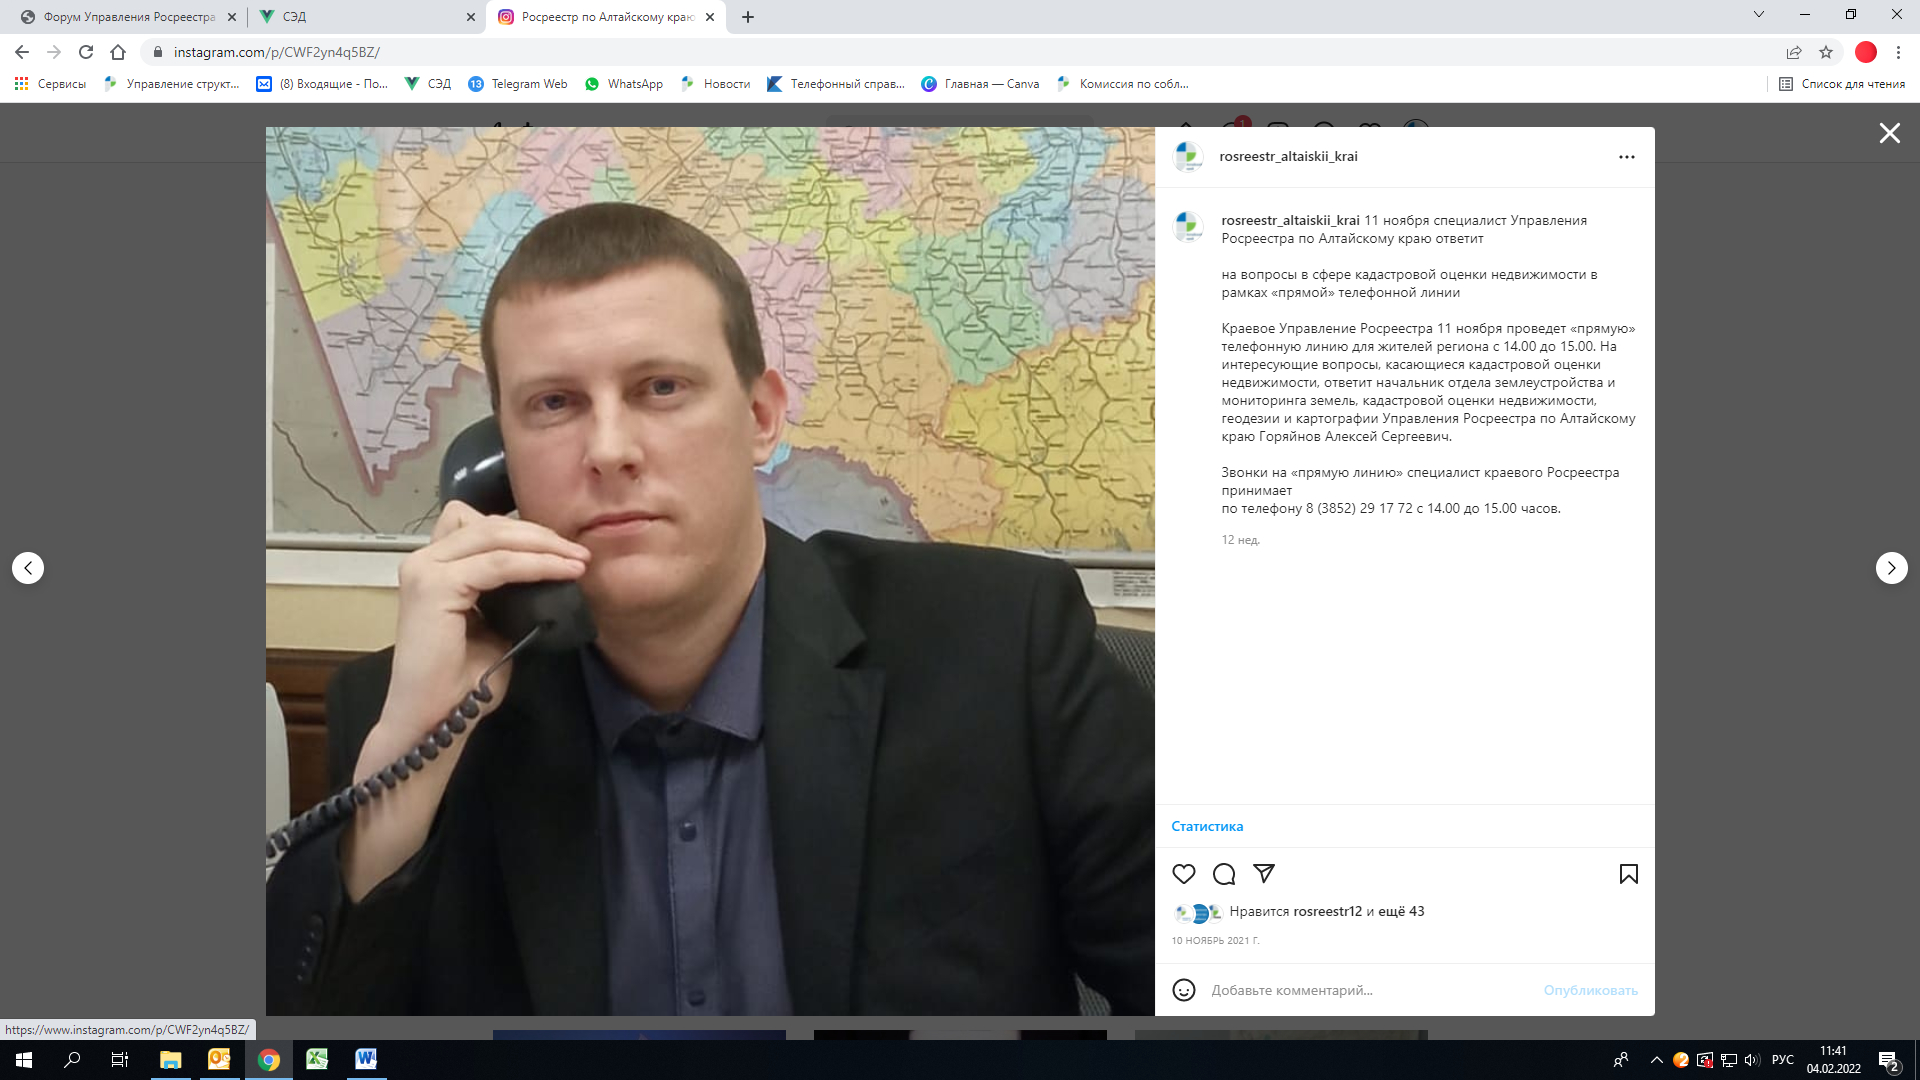 Форум Управления Росреестра
СЭД
Росреестр по Алтайскому краю
instagram.com/p/CWF2yn4q5BZ/
Сервисы
Управление структ...
(8) Входящие - По...
СЭД
13
Telegram Web
WhatsApp
Новости
Телефонный справ...
Главная — Canva
Комиссия по собл...
Список для чтения
1
rosreestr_altaiskii_krai
rosreestr_altaiskii_krai 11 ноября специалист Управления
Росреестра по Алтайскому краю ответит
на вопросы в сфере кадастровой оценки недвижимости в
рамках «прямой» телефонной линии
Краевое Управление Росреестра 11 ноября проведет «прямую»
телефонную линию для жителей региона с 14.00 до 15.00. На
интересующие вопросы, касающиеся кадастровой оценки
недвижимости, ответит начальник отдела землеустройства и
мониторинга земель, кадастровой оценки недвижимости,
геодезии и картографии Управления Росреестра по Алтайскому
краю Горяйнов Алексей Сергеевич.
Звонки на «прямую линию» специалист краевого Росреестра
принимает
по телефону 8 (3852) 29 17 72 с 14.00 до 15.00 часов.
12 нед.
Статистика
Нравится rosreestr12 и ещё 43
10 НОЯБРЬ 2021 Г.
Добавьте комментарий...
Опубликовать
https://www.instagram.com/p/CWF2yn4q5BZ/
РУС
11:41
04.02.2022
2